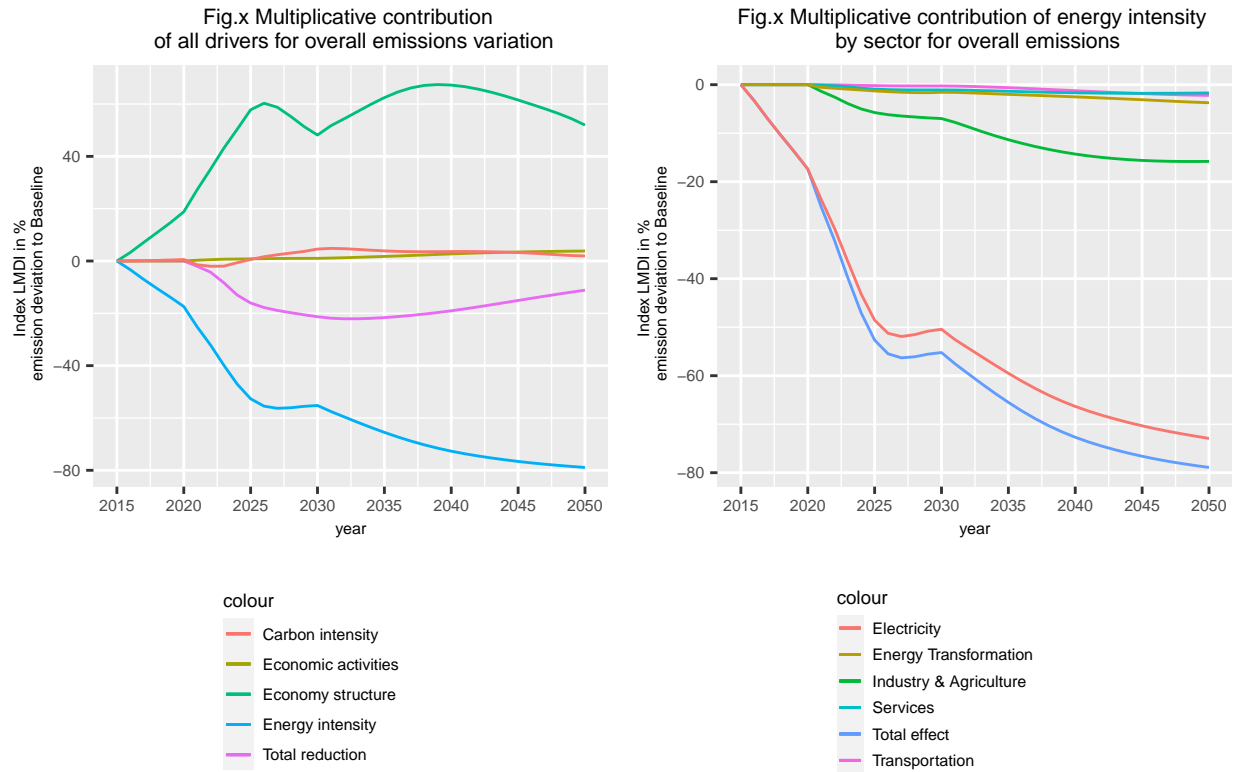 Fig.x Multiplicative contribution
of all drivers for overall emissions variation
Index LMDI in %
emission deviation to Baseline
40
0
−40
−80
2015 2020 2025 2030 2035 2040 2045 2050
year
colour
Carbon intensity
Economic activities
Economy structure
Energy intensity
Total reduction
Fig.x Multiplicative contribution of energy intensity
by sector for overall emissions
Index LMDI in %
emission deviation to Baseline
0
−20
−40
−60
−80
2015 2020 2025 2030 2035 2040 2045 2050
year
colour
Electricity
Energy Transformation
Industry & Agriculture
Services
Total effect
Transportation